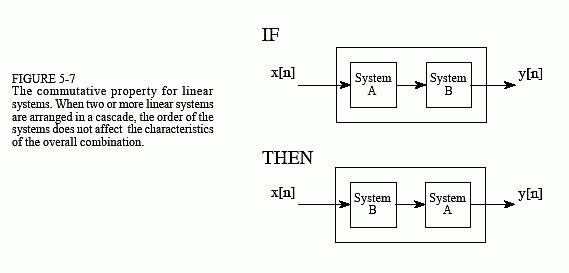 FIGURE 5-7
The commutative property for linear
systems. When two or more linear systems
are arranged in a cascade, the order of the
systems does not affect the characteristics
of the overall combination.
IF
x[n]
System
A
System
B
y[n]
THEN
x[n]
System
B
System
A
y[n]